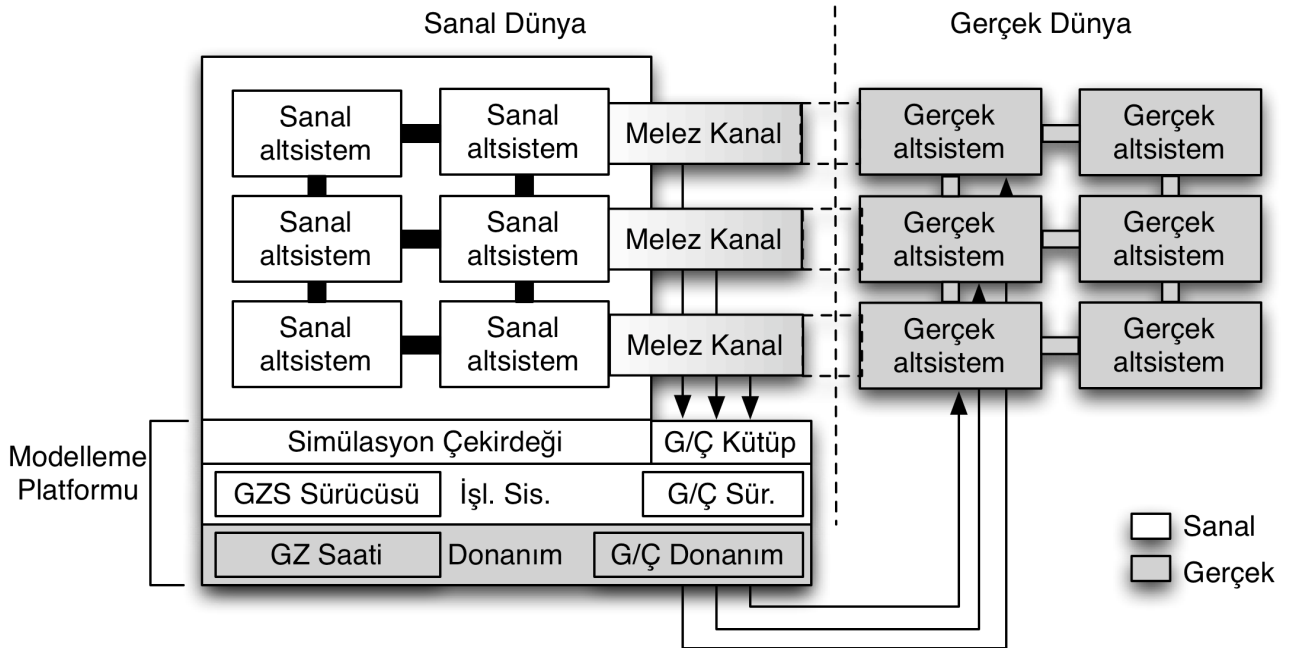 Sanal Dünya
Gerçek Dünya
Sanal
altsistem
Sanal
altsistem
Melez Kanal
Gerçek
altsistem
Gerçek
altsistem
Sanal
altsistem
Sanal
altsistem
Melez Kanal
Gerçek
altsistem
Gerçek
altsistem
Sanal
altsistem
Sanal
altsistem
Melez Kanal
Gerçek
altsistem
Gerçek
altsistem
Modelleme
Platformu
Simülasyon Çekirdeği
G/Ç Kütüp
GZS Sürücüsü
İşl. Sis.
G/Ç Sür.
GZ Saati
Donanım
G/Ç Donanım
Sanal
Gerçek